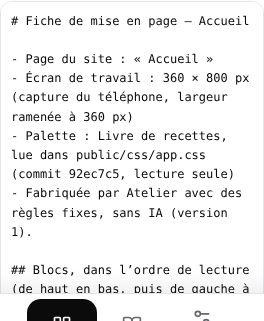 # Fiche de mise en page — Accueil
- Page du site : « Accueil »
- Écran de travail : 360 × 800 px
(capture du téléphone, largeur
ramenée à 360 px)
- Palette : Livre de recettes,
lue dans public/css/app.css
(commit 92ec7c5, lecture seule)
- Fabriquée par Atelier avec des
règles fixes, sans IA (version
1).
## Blocs, dans l’ordre de lecture
(de haut en bas, puis de gauche à